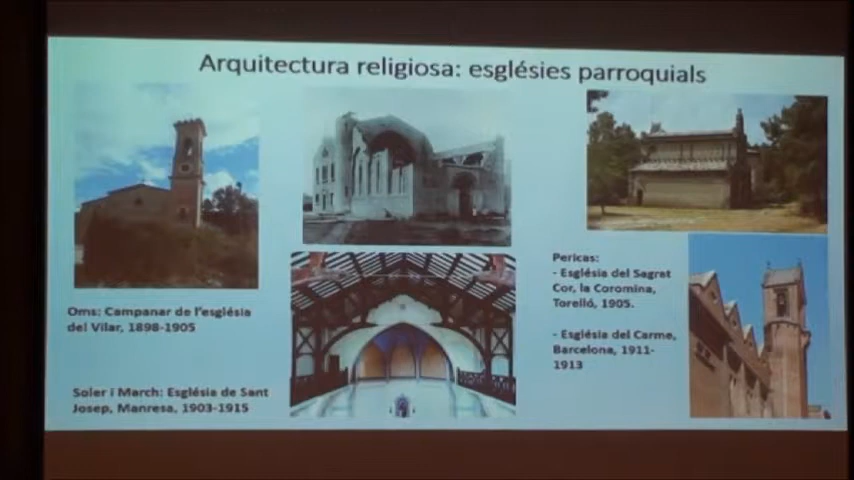 Arquitectura religiosa: esglésies parroquials
Oms: Campanar de l'església
del Vilar, 1898-1905
Soler i March: Església de Sant
Josep, Manresa, 1903-1915
Pericas:
- Església del Sagrat
Cor, la Coromina,
Torelló, 1905.
- Església del Carme,
Barcelona, 1911-
1913